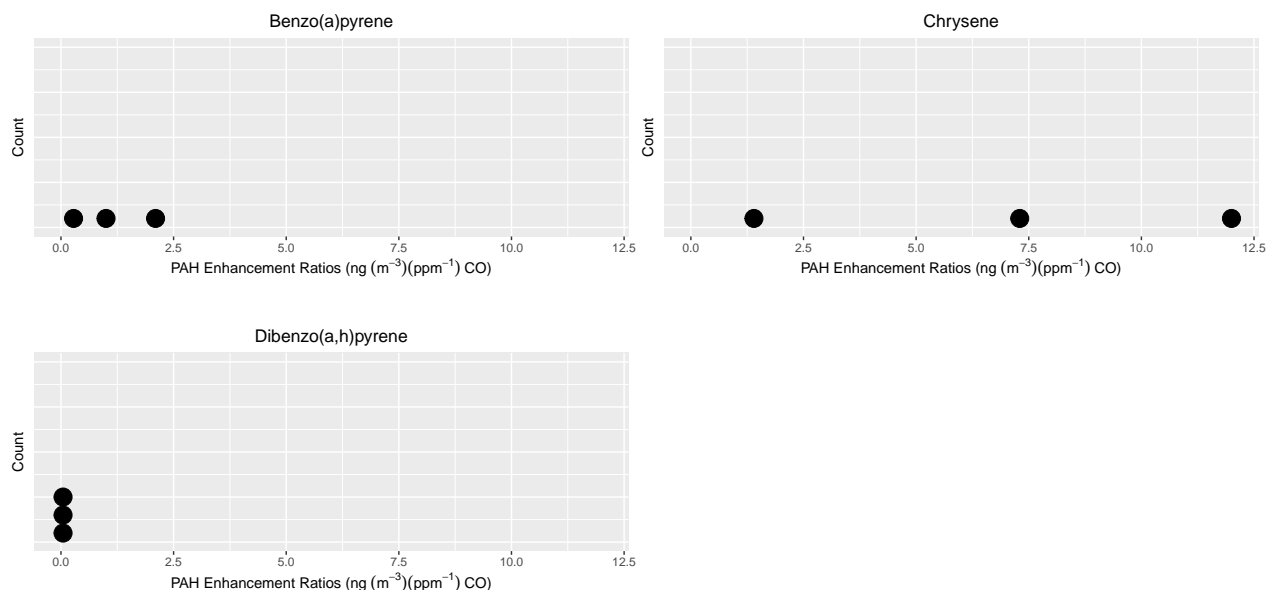 Benzo(a)pyrene
Count
0.0 2.5 5.0 7.5 10.0 12.5
PAH Enhancement Ratios (ng (m⁻³)(ppm⁻¹) CO)
Chrysene
Count
0.0 2.5 5.0 7.5 10.0 12.5
PAH Enhancement Ratios (ng (m⁻³)(ppm⁻¹) CO)
Dibenzo(a,h)pyrene
Count
0.0 2.5 5.0 7.5 10.0 12.5
PAH Enhancement Ratios (ng (m⁻³)(ppm⁻¹) CO)